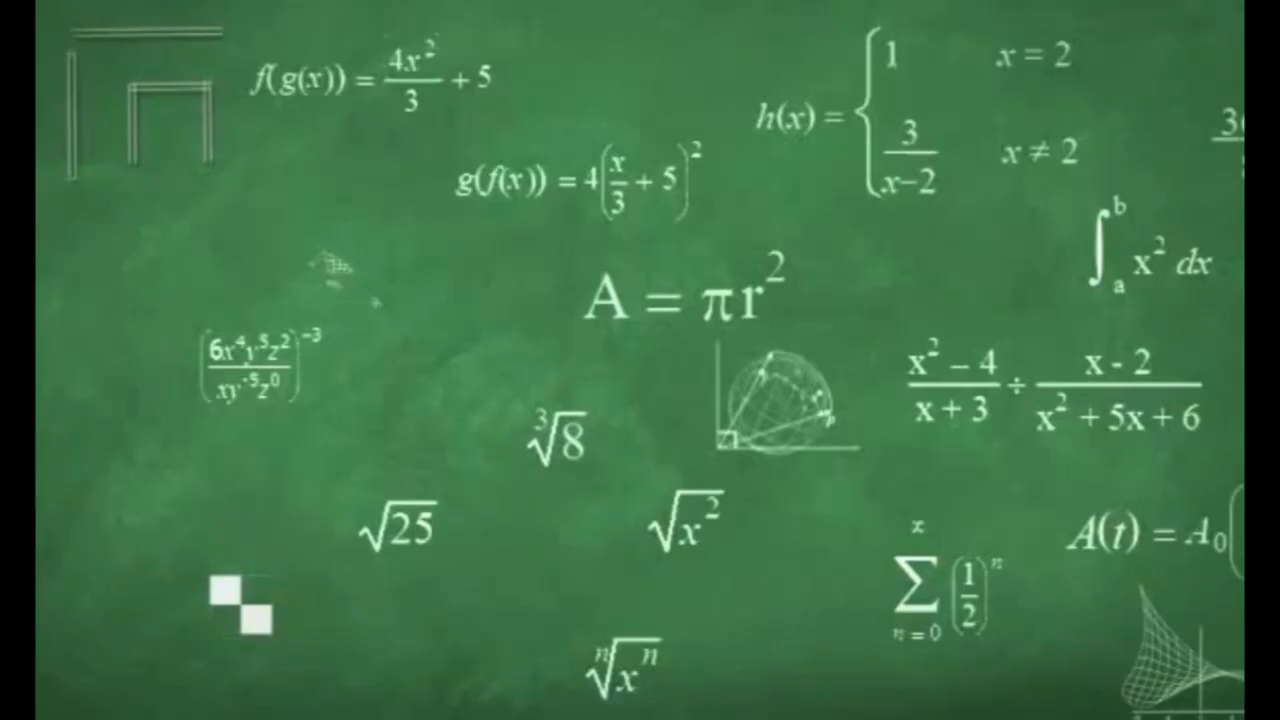 f(g(x)) = 4x²/3 + 5
h(x) = { 1 x = 2
3/(x–2) x ≠ 2
g(f(x)) = 4(x/3 + 5)²
∫ₐᵇ x² dx
A = πr²
(6x⁴y⁵z²/xy⁻⁵z⁰)⁻³
(x² – 4)/(x + 3) ÷ (x - 2)/(x² + 5x + 6)
∛8
√25
√x²
A(t) = A₀(
x
∑ (1/2)ⁿ
n = 0
ⁿ√xⁿ